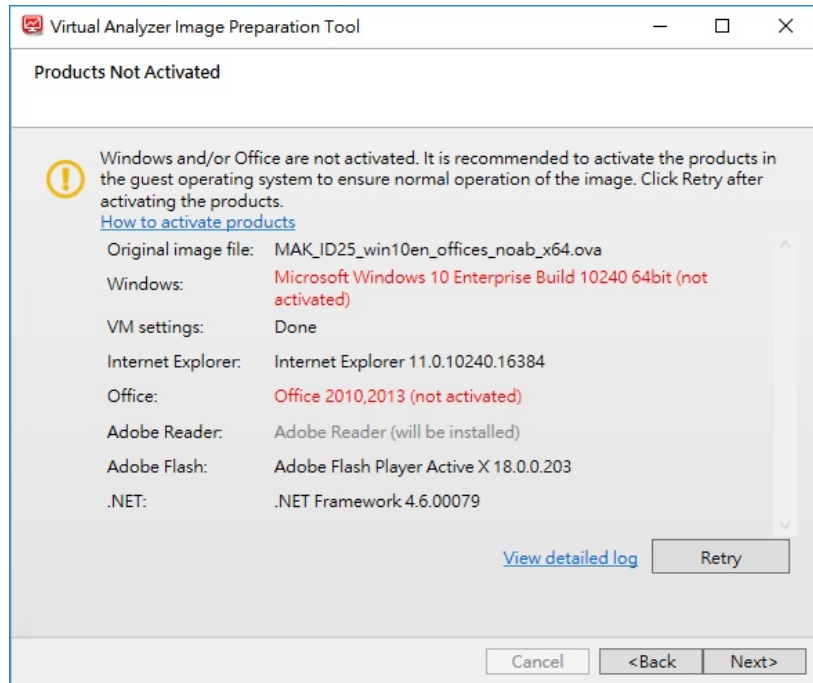 Virtual Analyzer Image Preparation Tool
Products Not Activated
Windows and/or Office are not activated. It is recommended to activate the products in
the guest operating system to ensure normal operation of the image. Click Retry after
activating the products.
How to activate products
Original image file: MAK_ID25_win10en_offices_noab_x64.ova
Windows: Microsoft Windows 10 Enterprise Build 10240 64bit (not
activated)
VM settings: Done
Internet Explorer: Internet Explorer 11.0.10240.16384
Office: Office 2010,2013 (not activated)
Adobe Reader: Adobe Reader (will be installed)
Adobe Flash: Adobe Flash Player Active X 18.0.0.203
.NET: .NET Framework 4.6.00079
View detailed log Retry
Cancel <Back Next>